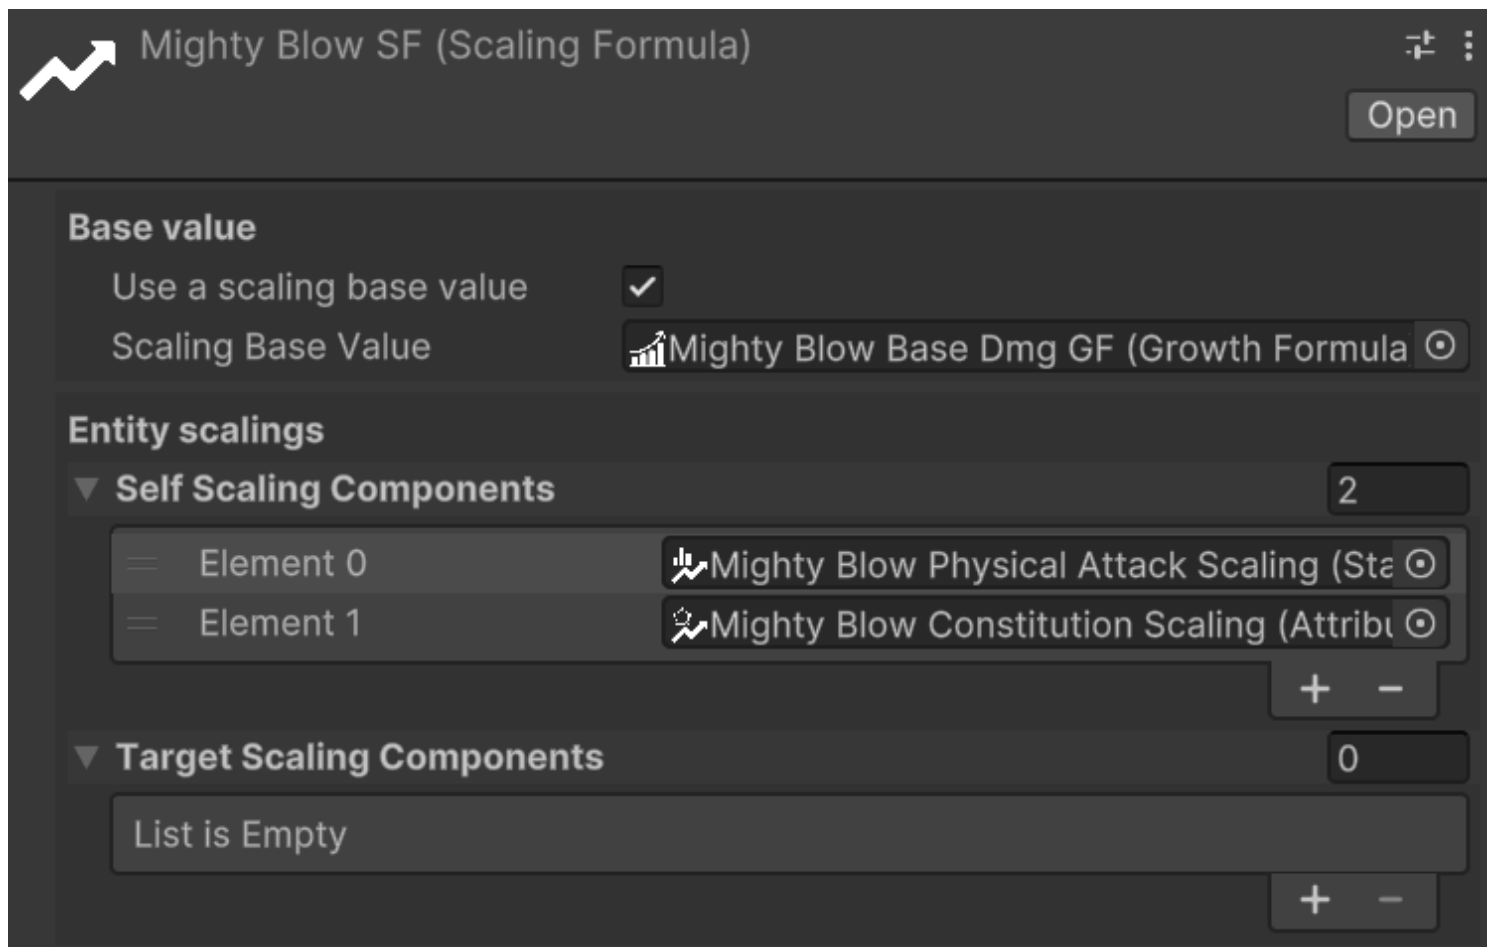 Mighty Blow SF (Scaling Formula)
Open
Base value
Use a scaling base value
Scaling Base Value
Mighty Blow Base Dmg GF (Growth Formula
Entity scalings
Self Scaling Components
2
Element 0
Mighty Blow Physical Attack Scaling (Sta
Element 1
Mighty Blow Constitution Scaling (Attribu
+ −
Target Scaling Components
0
List is Empty
+ −